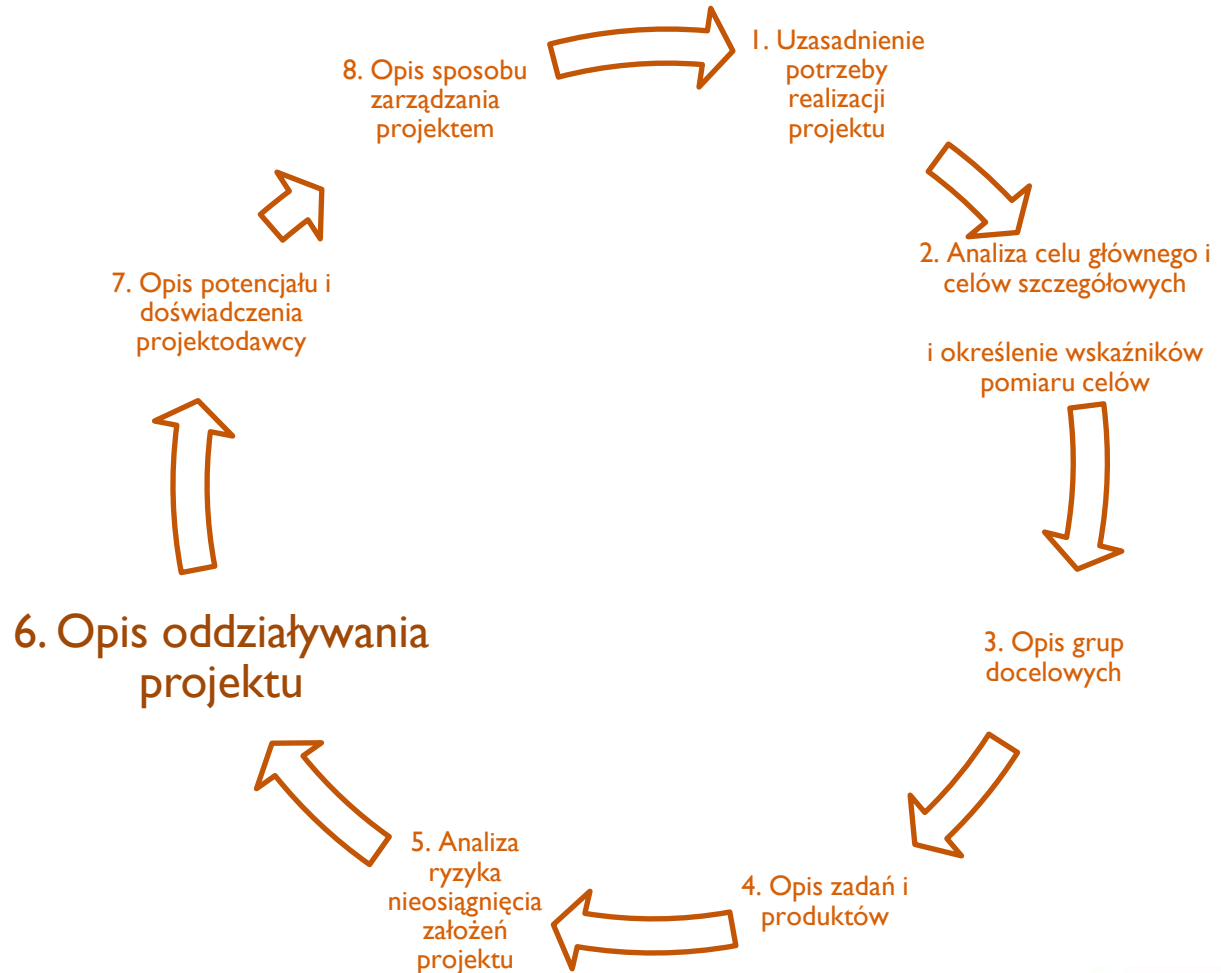 1. Uzasadnienie
potrzeby
realizacji
projektu
2. Analiza celu głównego i
celów szczegółowych
i określenie wskaźników
pomiaru celów
3. Opis grup
docelowych
4. Opis zadań i
produktów
5. Analiza
ryzyka
nieosiągnięcia
założeń
projektu
6. Opis oddziaływania
projektu
7. Opis potencjału i
doświadczenia
projektodawcy
8. Opis sposobu
zarządzania
projektem